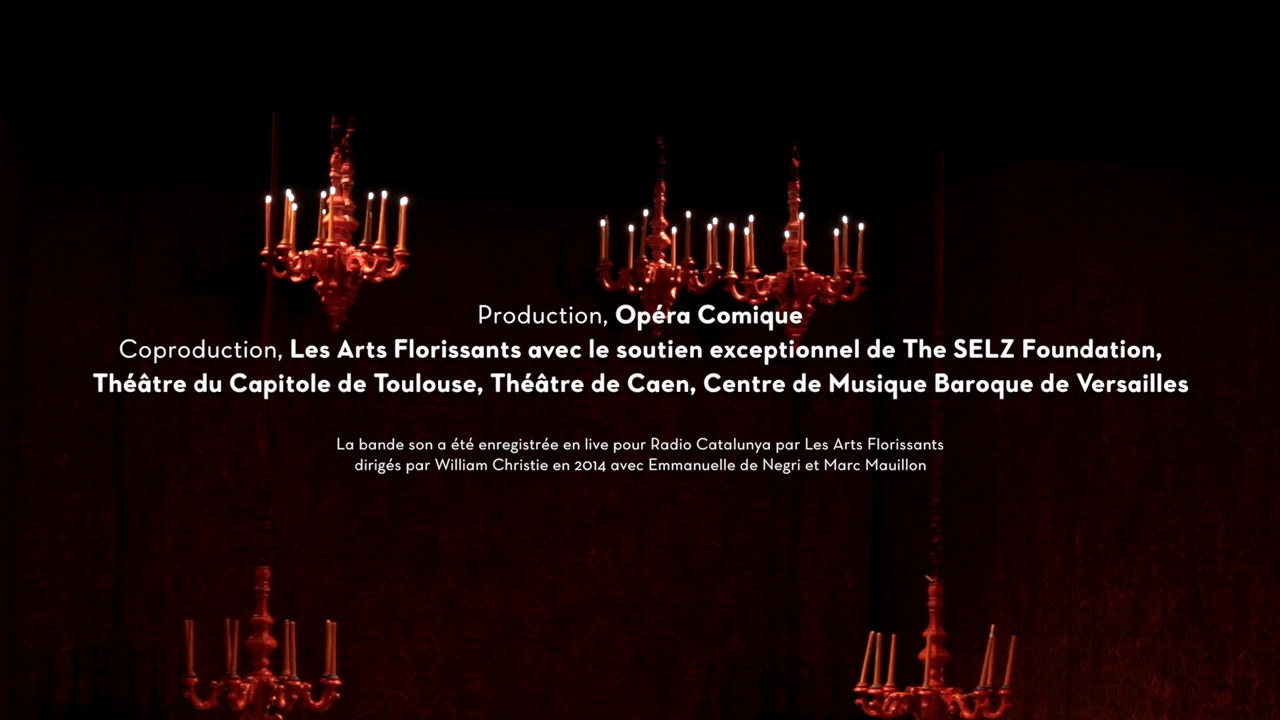 Production, Opéra Comique
Coproduction, Les Arts Florissants avec le soutien exceptionnel de The SELZ Foundation,
Théâtre du Capitole de Toulouse, Théâtre de Caen, Centre de Musique Baroque de Versailles
La bande son a été enregistrée en live pour Radio Catalunya par Les Arts Florissants
dirigés par William Christie en 2014 avec Emmanuelle de Negri et Marc Mauillon